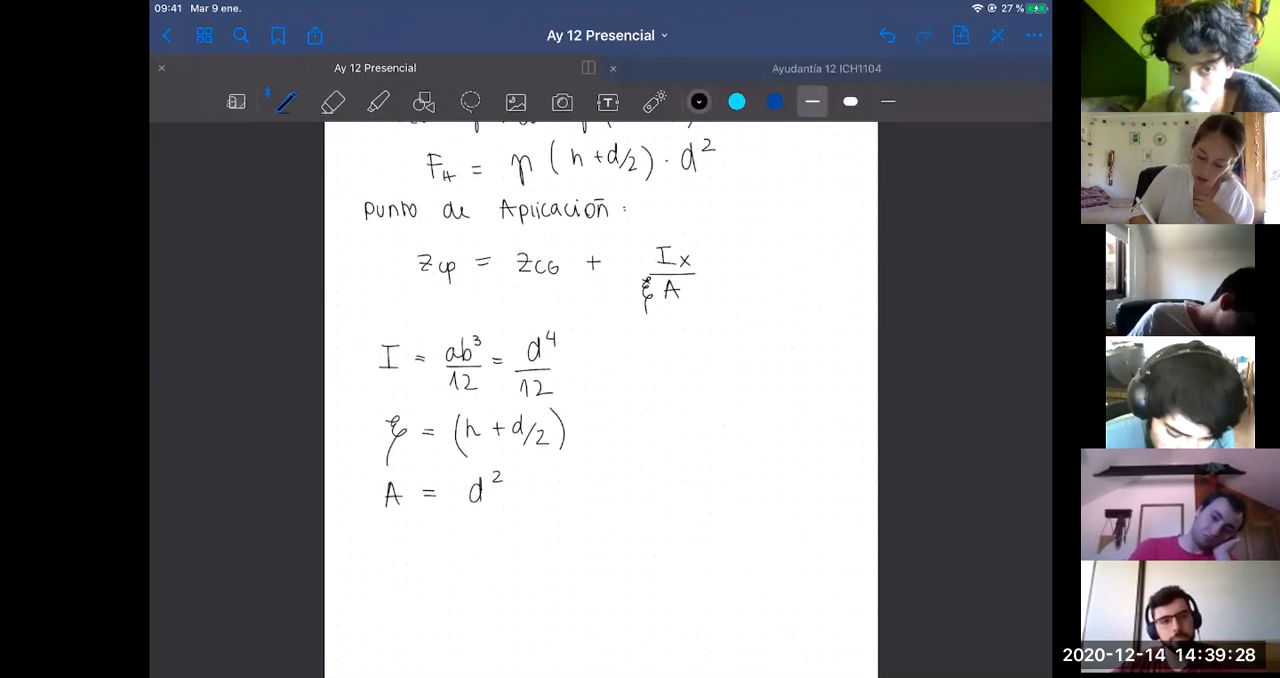 09:41 Mar 9 ene.
27 %
Ay 12 Presencial
Ay 12 Presencial
Ayudantía 12 ICH1104
F_H = η (h + d/2) · d²
Punto de Aplicación :
Z_CP = Z_CG + I_X / ξ A
I = ab³/12 = d⁴/12
ξ = (h + d/2)
A = d²
2020-12-14 14:39:28